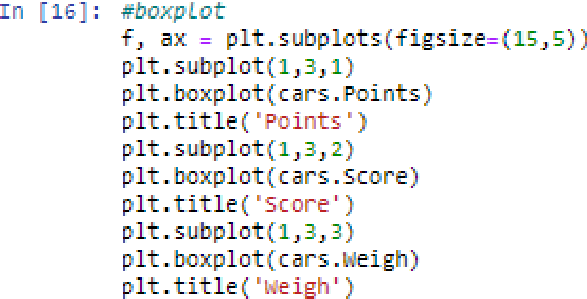 In [16]: #boxplot
f, ax = plt.subplots(figsize=(15,5))
plt.subplot(1,3,1)
plt.boxplot(cars.Points)
plt.title('Points')
plt.subplot(1,3,2)
plt.boxplot(cars.Score)
plt.title('Score')
plt.subplot(1,3,3)
plt.boxplot(cars.Weigh)
plt.title('Weigh')